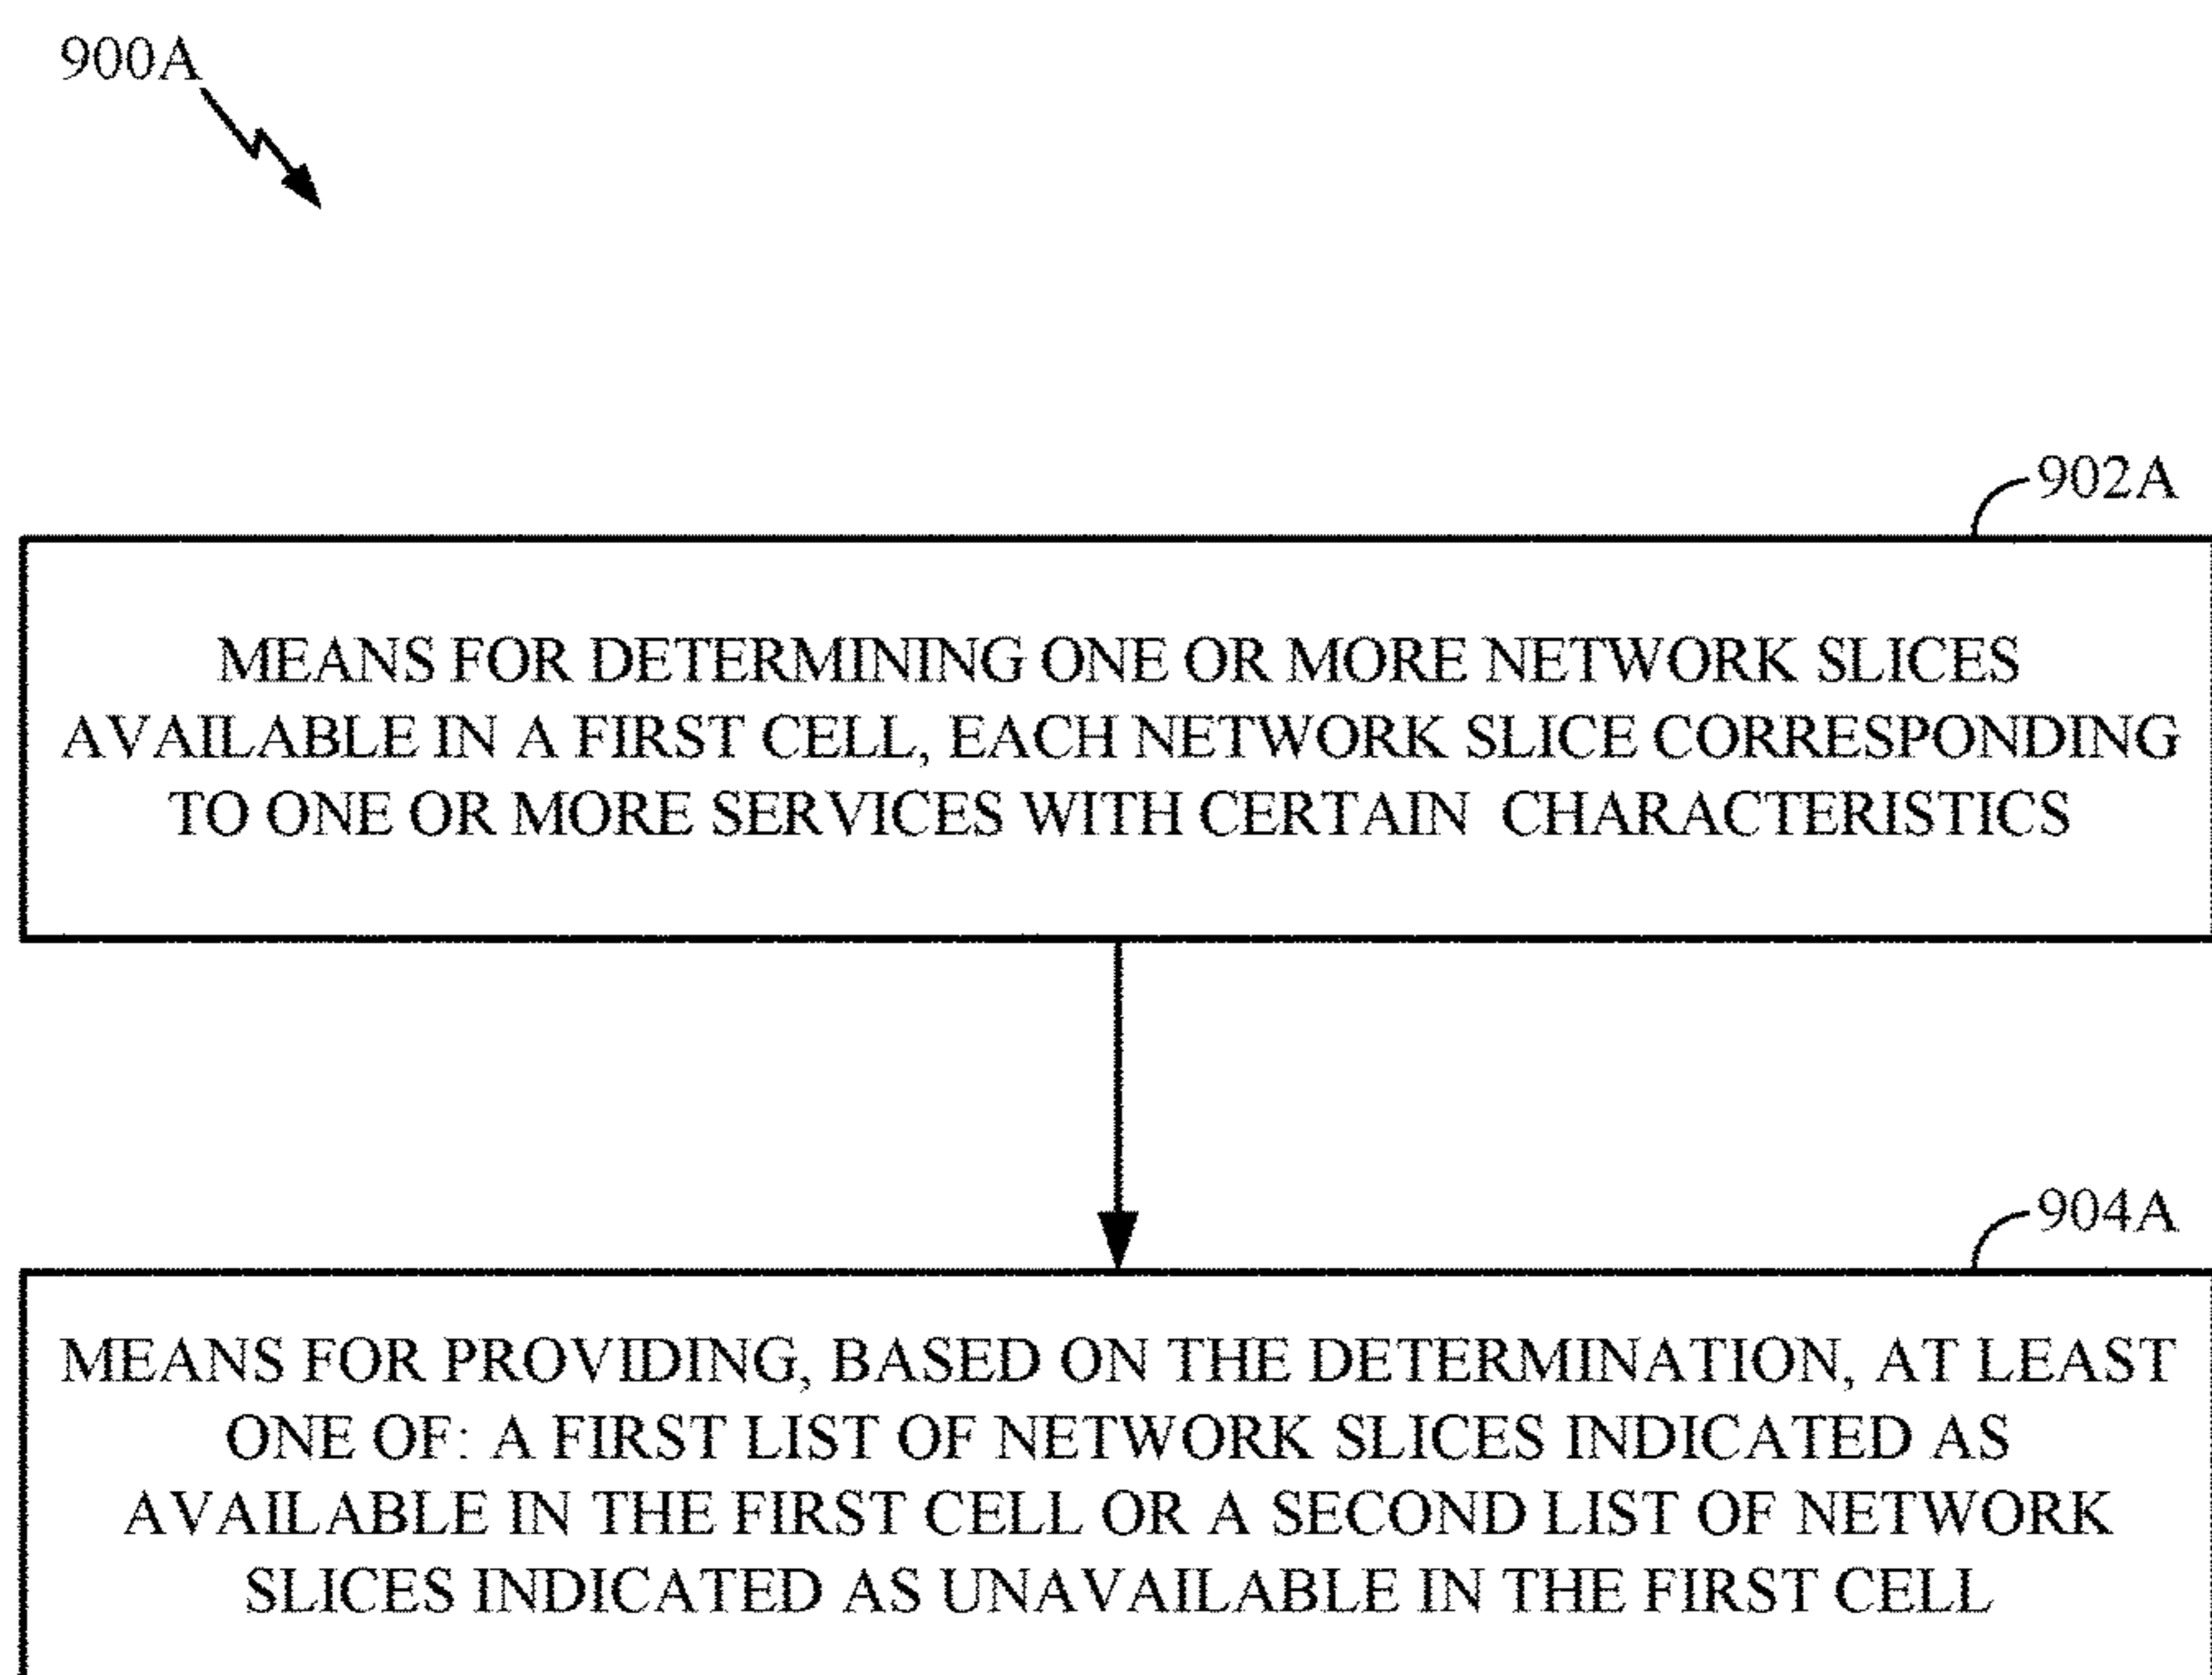 900A
902A
MEANS FOR DETERMINING ONE OR MORE NETWORK SLICES
AVAILABLE IN A FIRST CELL, EACH NETWORK SLICE CORRESPONDING
TO ONE OR MORE SERVICES WITH CERTAIN CHARACTERISTICS
904A
MEANS FOR PROVIDING, BASED ON THE DETERMINATION, AT LEAST
ONE OF: A FIRST LIST OF NETWORK SLICES INDICATED AS
AVAILABLE IN THE FIRST CELL OR A SECOND LIST OF NETWORK
SLICES INDICATED AS UNAVAILABLE IN THE FIRST CELL